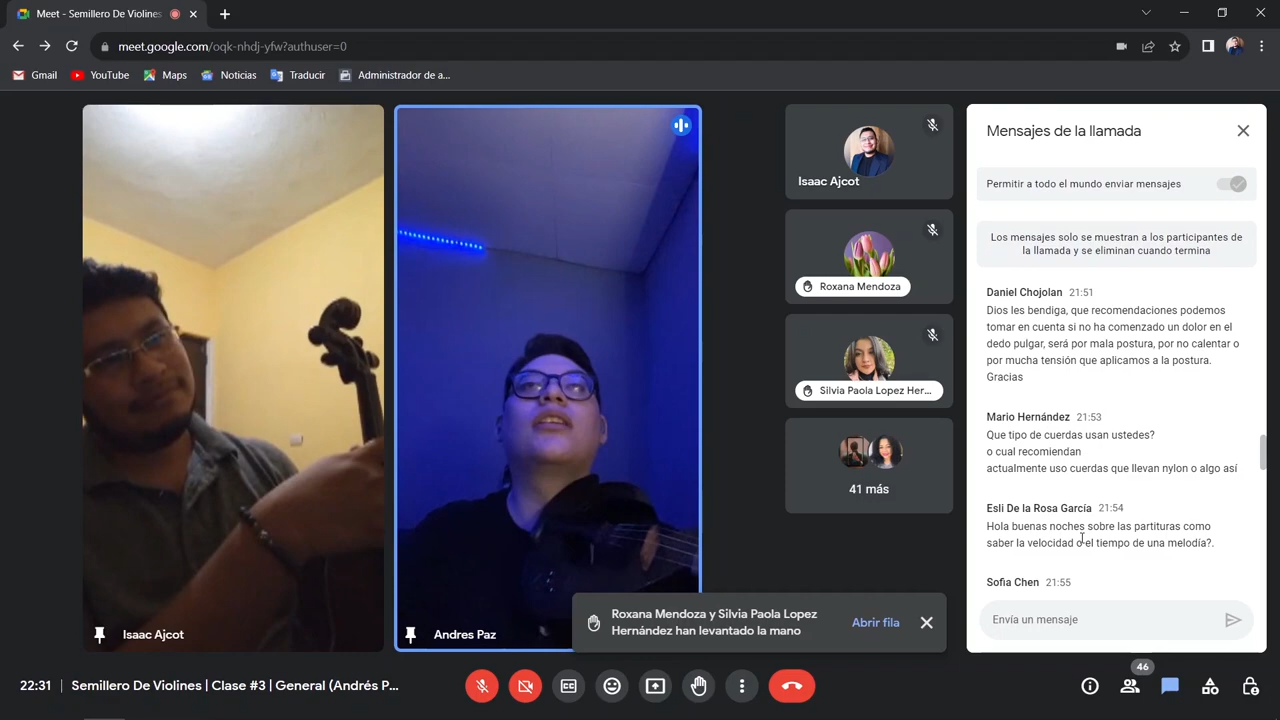 Meet - Semillero De Violines
meet.google.com/oqk-nhdj-yfw?authuser=0
Gmail
YouTube
Maps
Noticias
Traducir
Administrador de a...
Isaac Ajcot
Andres Paz
Isaac Ajcot
Roxana Mendoza
Silvia Paola Lopez Her...
41 más
Roxana Mendoza y Silvia Paola Lopez
Hernández han levantado la mano
Abrir fila
Mensajes de la llamada
Permitir a todo el mundo enviar mensajes
Los mensajes solo se muestran a los participantes de
la llamada y se eliminan cuando termina
Daniel Chojolan 21:51
Dios les bendiga, que recomendaciones podemos
tomar en cuenta si no ha comenzado un dolor en el
dedo pulgar, será por mala postura, por no calentar o
por mucha tensión que aplicamos a la postura.
Gracias
Mario Hernández 21:53
Que tipo de cuerdas usan ustedes?
o cual recomiendan
actualmente uso cuerdas que llevan nylon o algo así
Esli De la Rosa García 21:54
Hola buenas noches sobre las partituras como
saber la velocidad o el tiempo de una melodía?.
Sofia Chen 21:55
Envía un mensaje
22:31 | Semillero De Violines | Clase #3 | General (Andrés P...
46